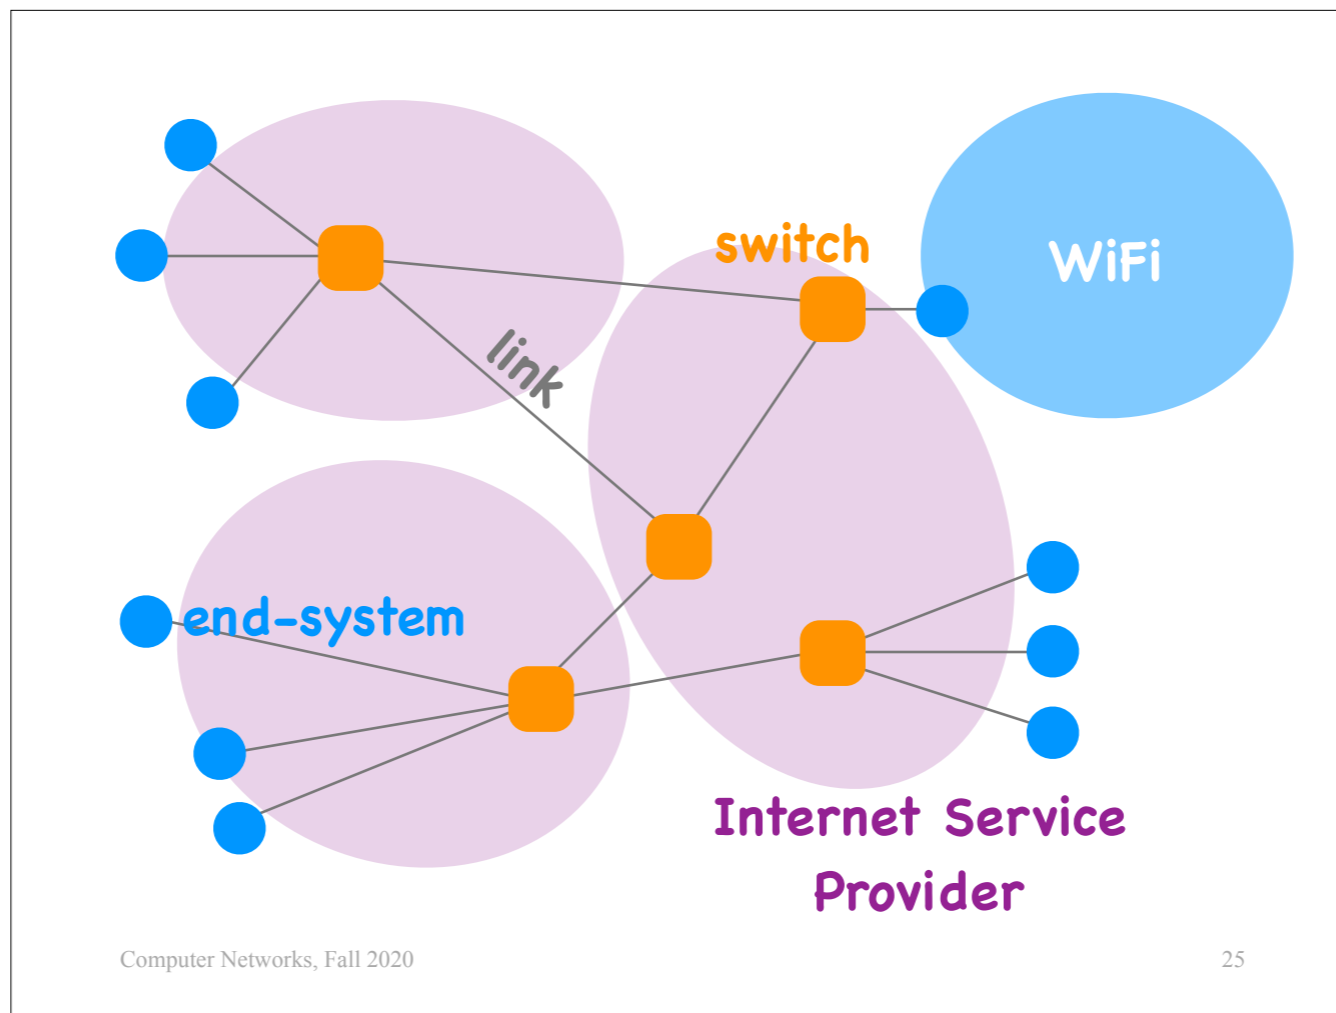 switch
WiFi
link
end-system
Internet Service
Provider
Computer Networks, Fall 2020
25